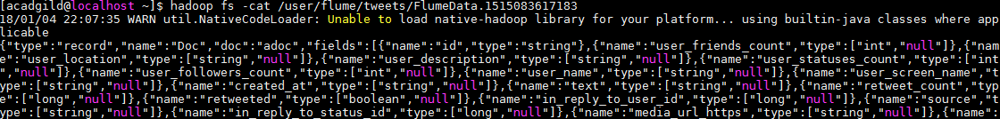 [acadgild@localhost ~]$ hadoop fs -cat /user/flume/tweets/FlumeData.1515083617183
18/01/04 22:07:35 WARN util.NativeCodeLoader: Unable to load native-hadoop library for your platform... using builtin-java classes where app
licable
{"type":"record","name":"Doc","doc":"adoc","fields":[{"name":"id","type":"string"},{"name":"user_friends_count","type":["int","null"]},{"nam
e":"user_location","type":["string","null"]},{"name":"user_description","type":["string","null"]},{"name":"user_statuses_count","type":["int
","null"]},{"name":"user_followers_count","type":["int","null"]},{"name":"user_name","type":["string","null"]},{"name":"user_screen_name","t
ype":["string","null"]},{"name":"created_at","type":["string","null"]},{"name":"text","type":["string","null"]},{"name":"retweet_count","typ
e":["long","null"]},{"name":"retweeted","type":["boolean","null"]},{"name":"in_reply_to_user_id","type":["long","null"]},{"name":"source","t
ype":["string","null"]},{"name":"in_reply_to_status_id","type":["long","null"]},{"name":"media_url_https","type":["string","null"]},{"name":